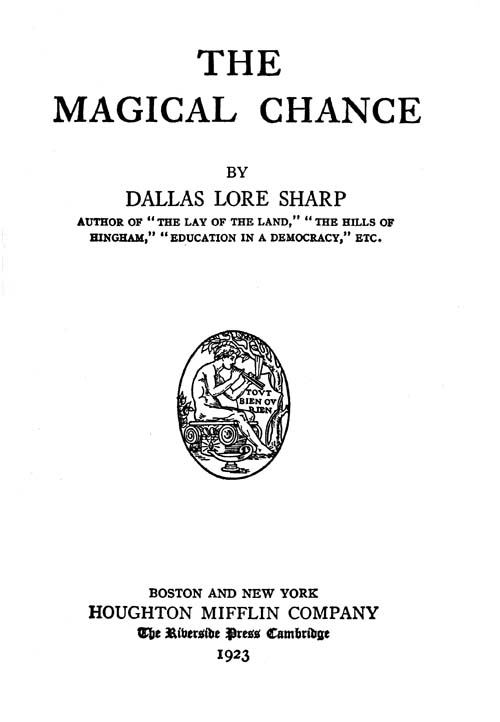 THE
MAGICAL CHANCE
BY
DALLAS LORE SHARP
AUTHOR OF “THE LAY OF THE LAND,” “THE HILLS OF
HINGHAM,” “EDUCATION IN A DEMOCRACY,” ETC.
TOVT
BIEN OV
RIEN
BOSTON AND NEW YORK
HOUGHTON MIFFLIN COMPANY
The Riverside Press Cambridge
1923